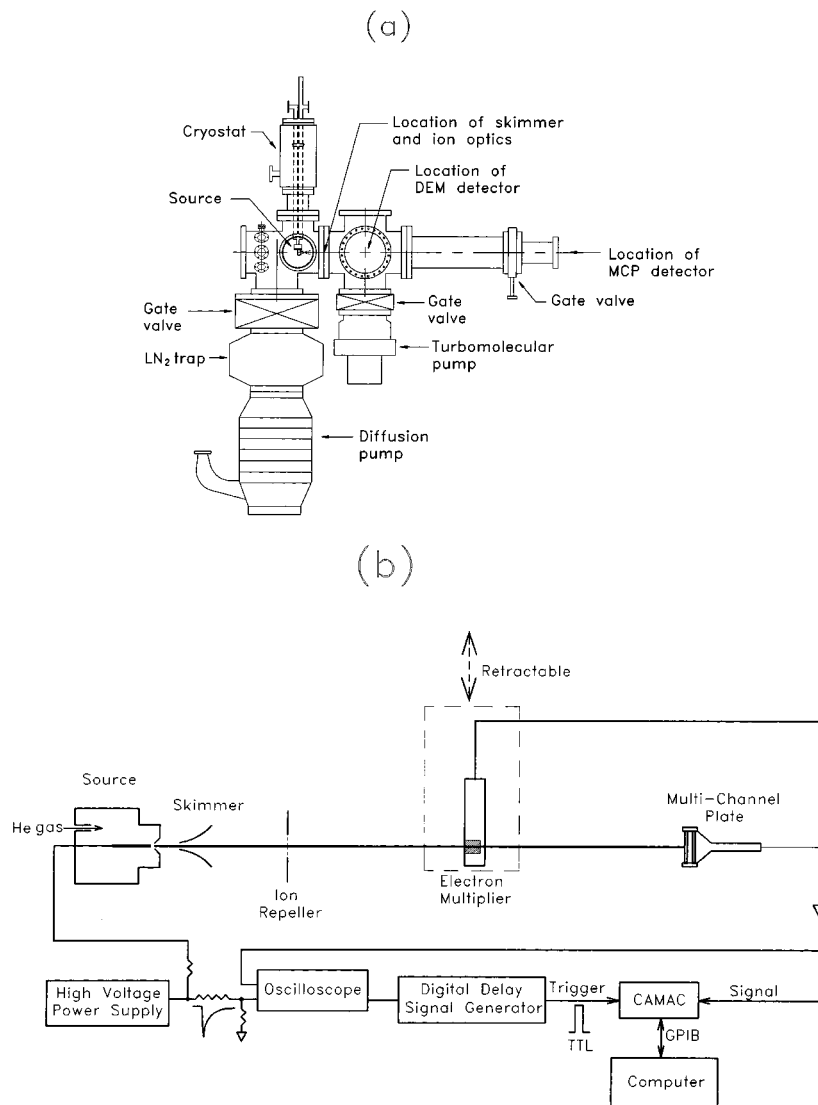 (a)
Cryostat
Location of skimmer
and ion optics
Location of
DEM detector
Source
Location of
MCP detector
Gate
valve
Gate
valve
Gate valve
LN₂ trap
Turbomolecular
pump
Diffusion
pump
(b)
Retractable
Source
Skimmer
Multi-Channel
Plate
He gas
Ion
Repeller
Electron
Multiplier
High Voltage
Power Supply
Oscilloscope
Digital Delay
Signal Generator
Trigger
TTL
CAMAC
Signal
GPIB
Computer